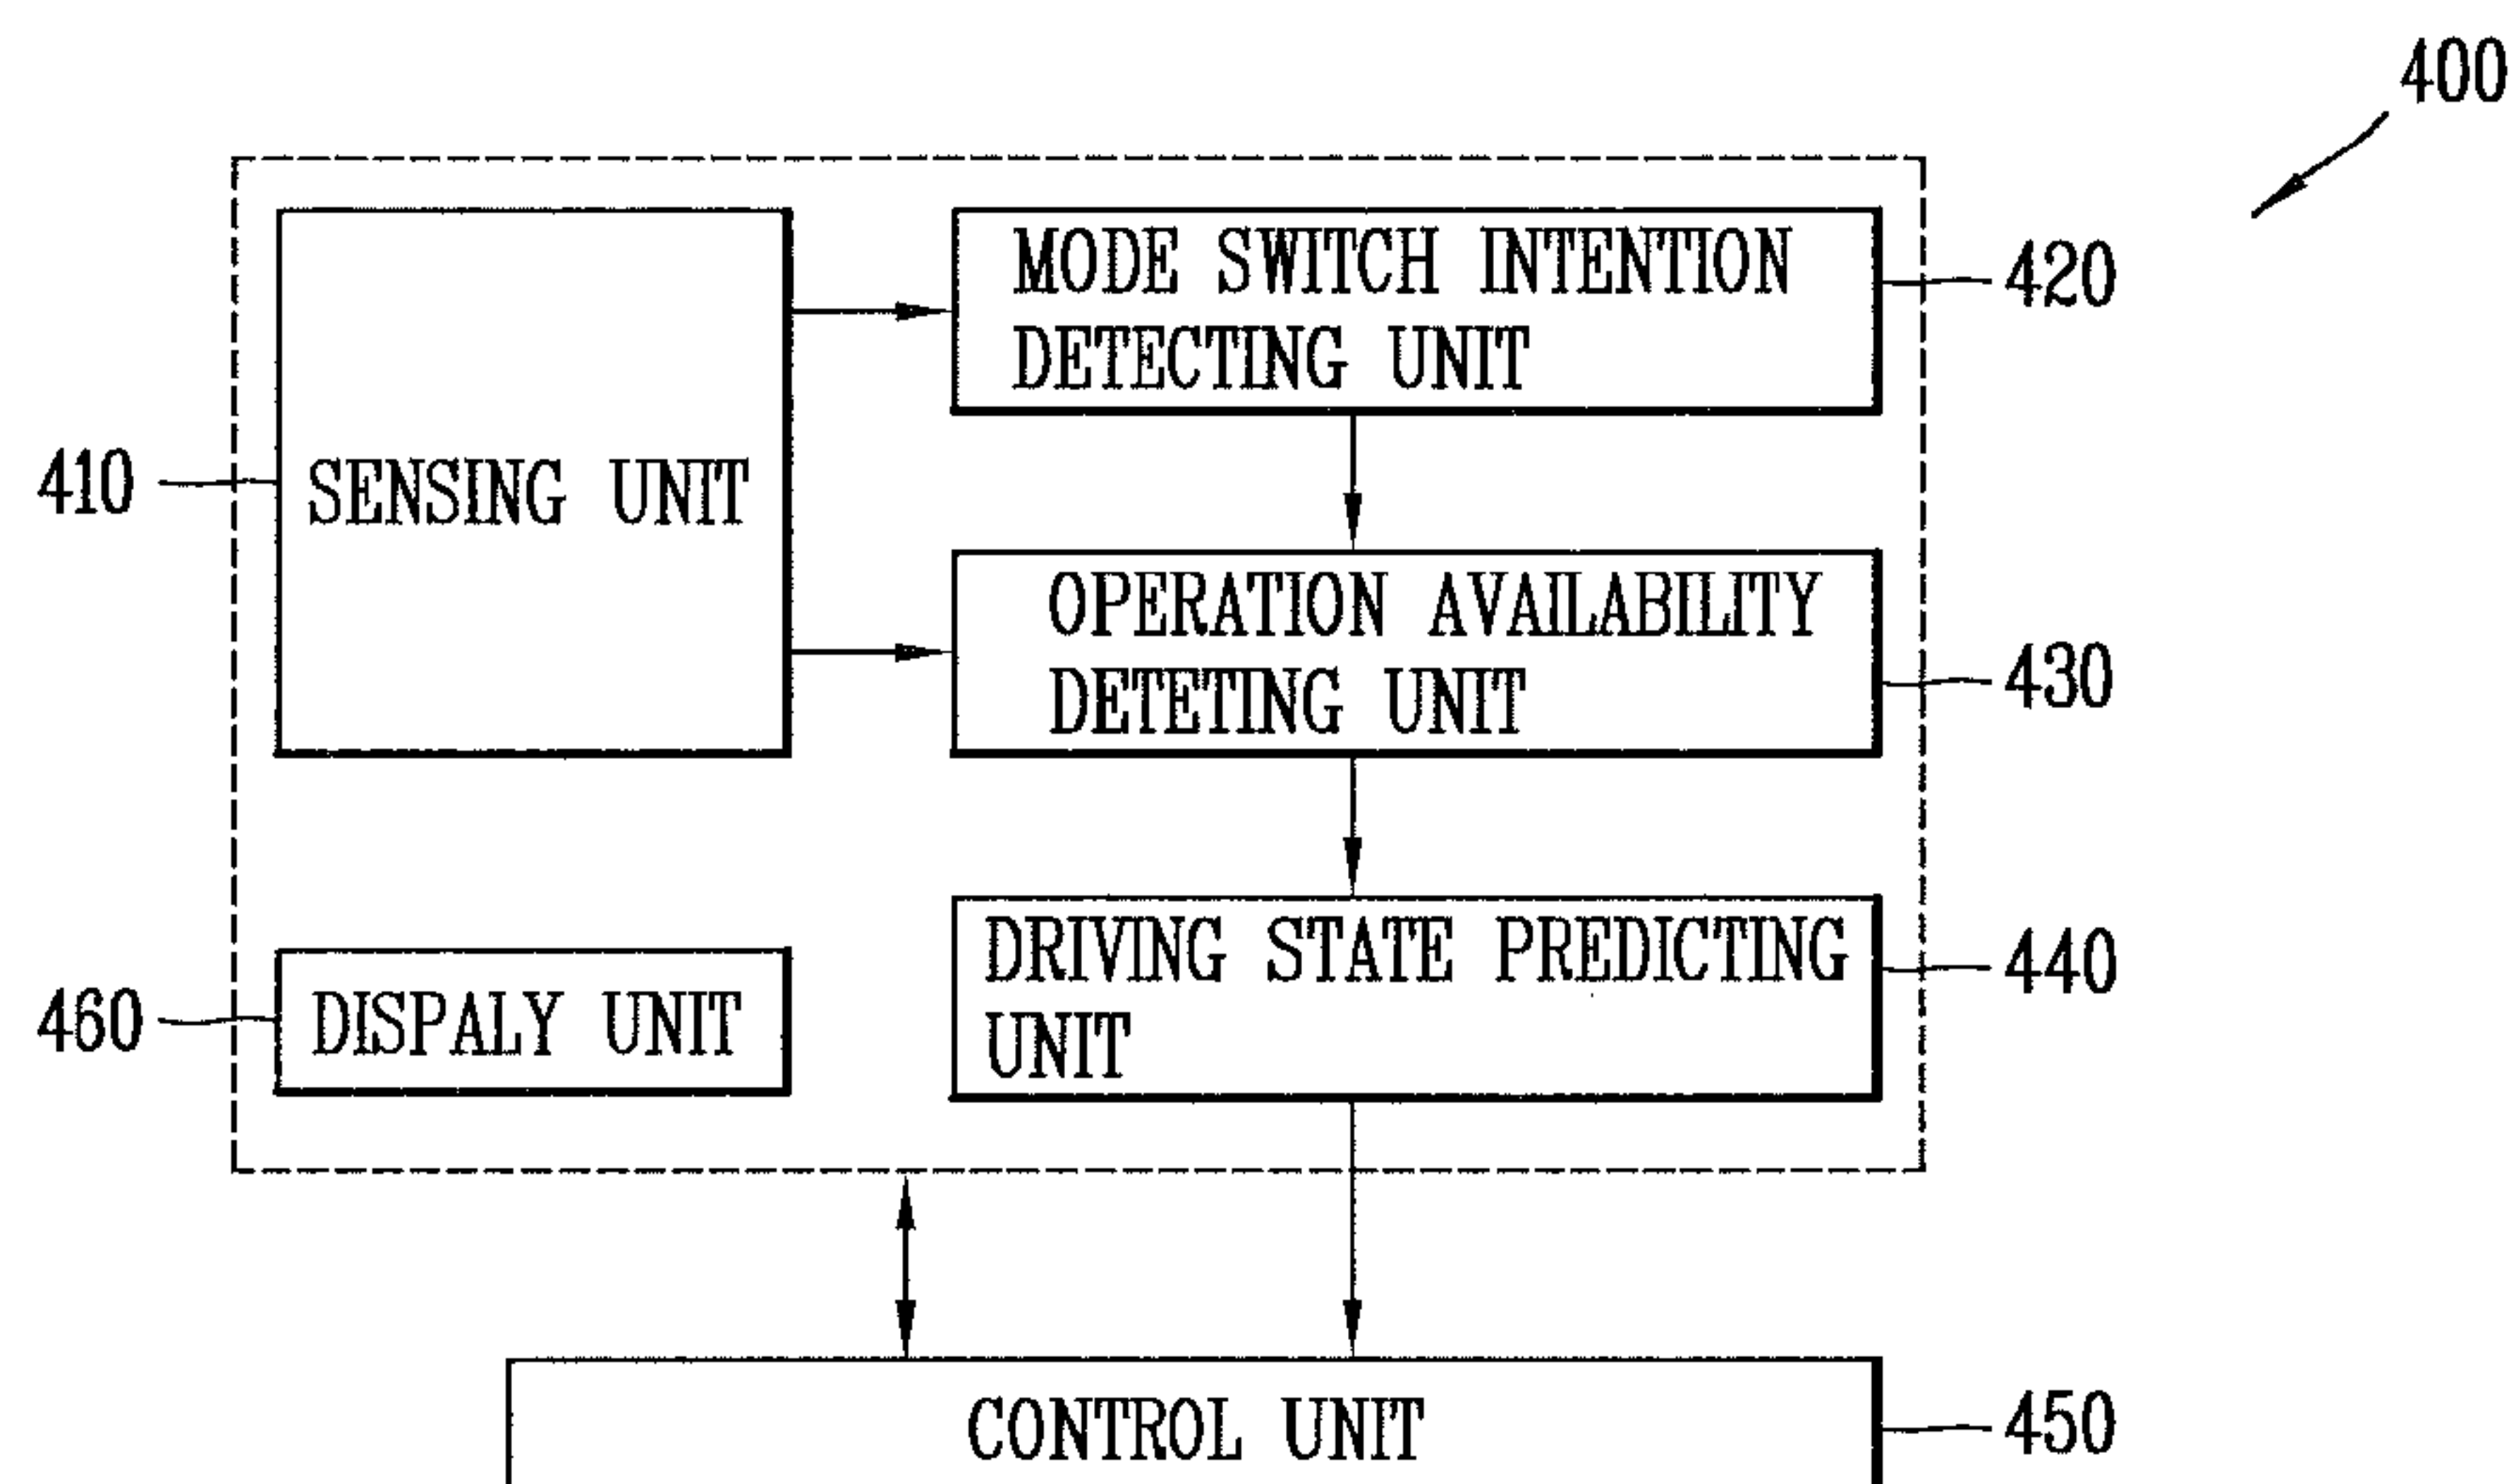 400
MODE SWITCH INTENTION
DETECTING UNIT
420
410
SENSING UNIT
OPERATION AVAILABILITY
DETETING UNIT
430
DRIVING STATE PREDICTING
UNIT
440
460
DISPALY UNIT
CONTROL UNIT
450